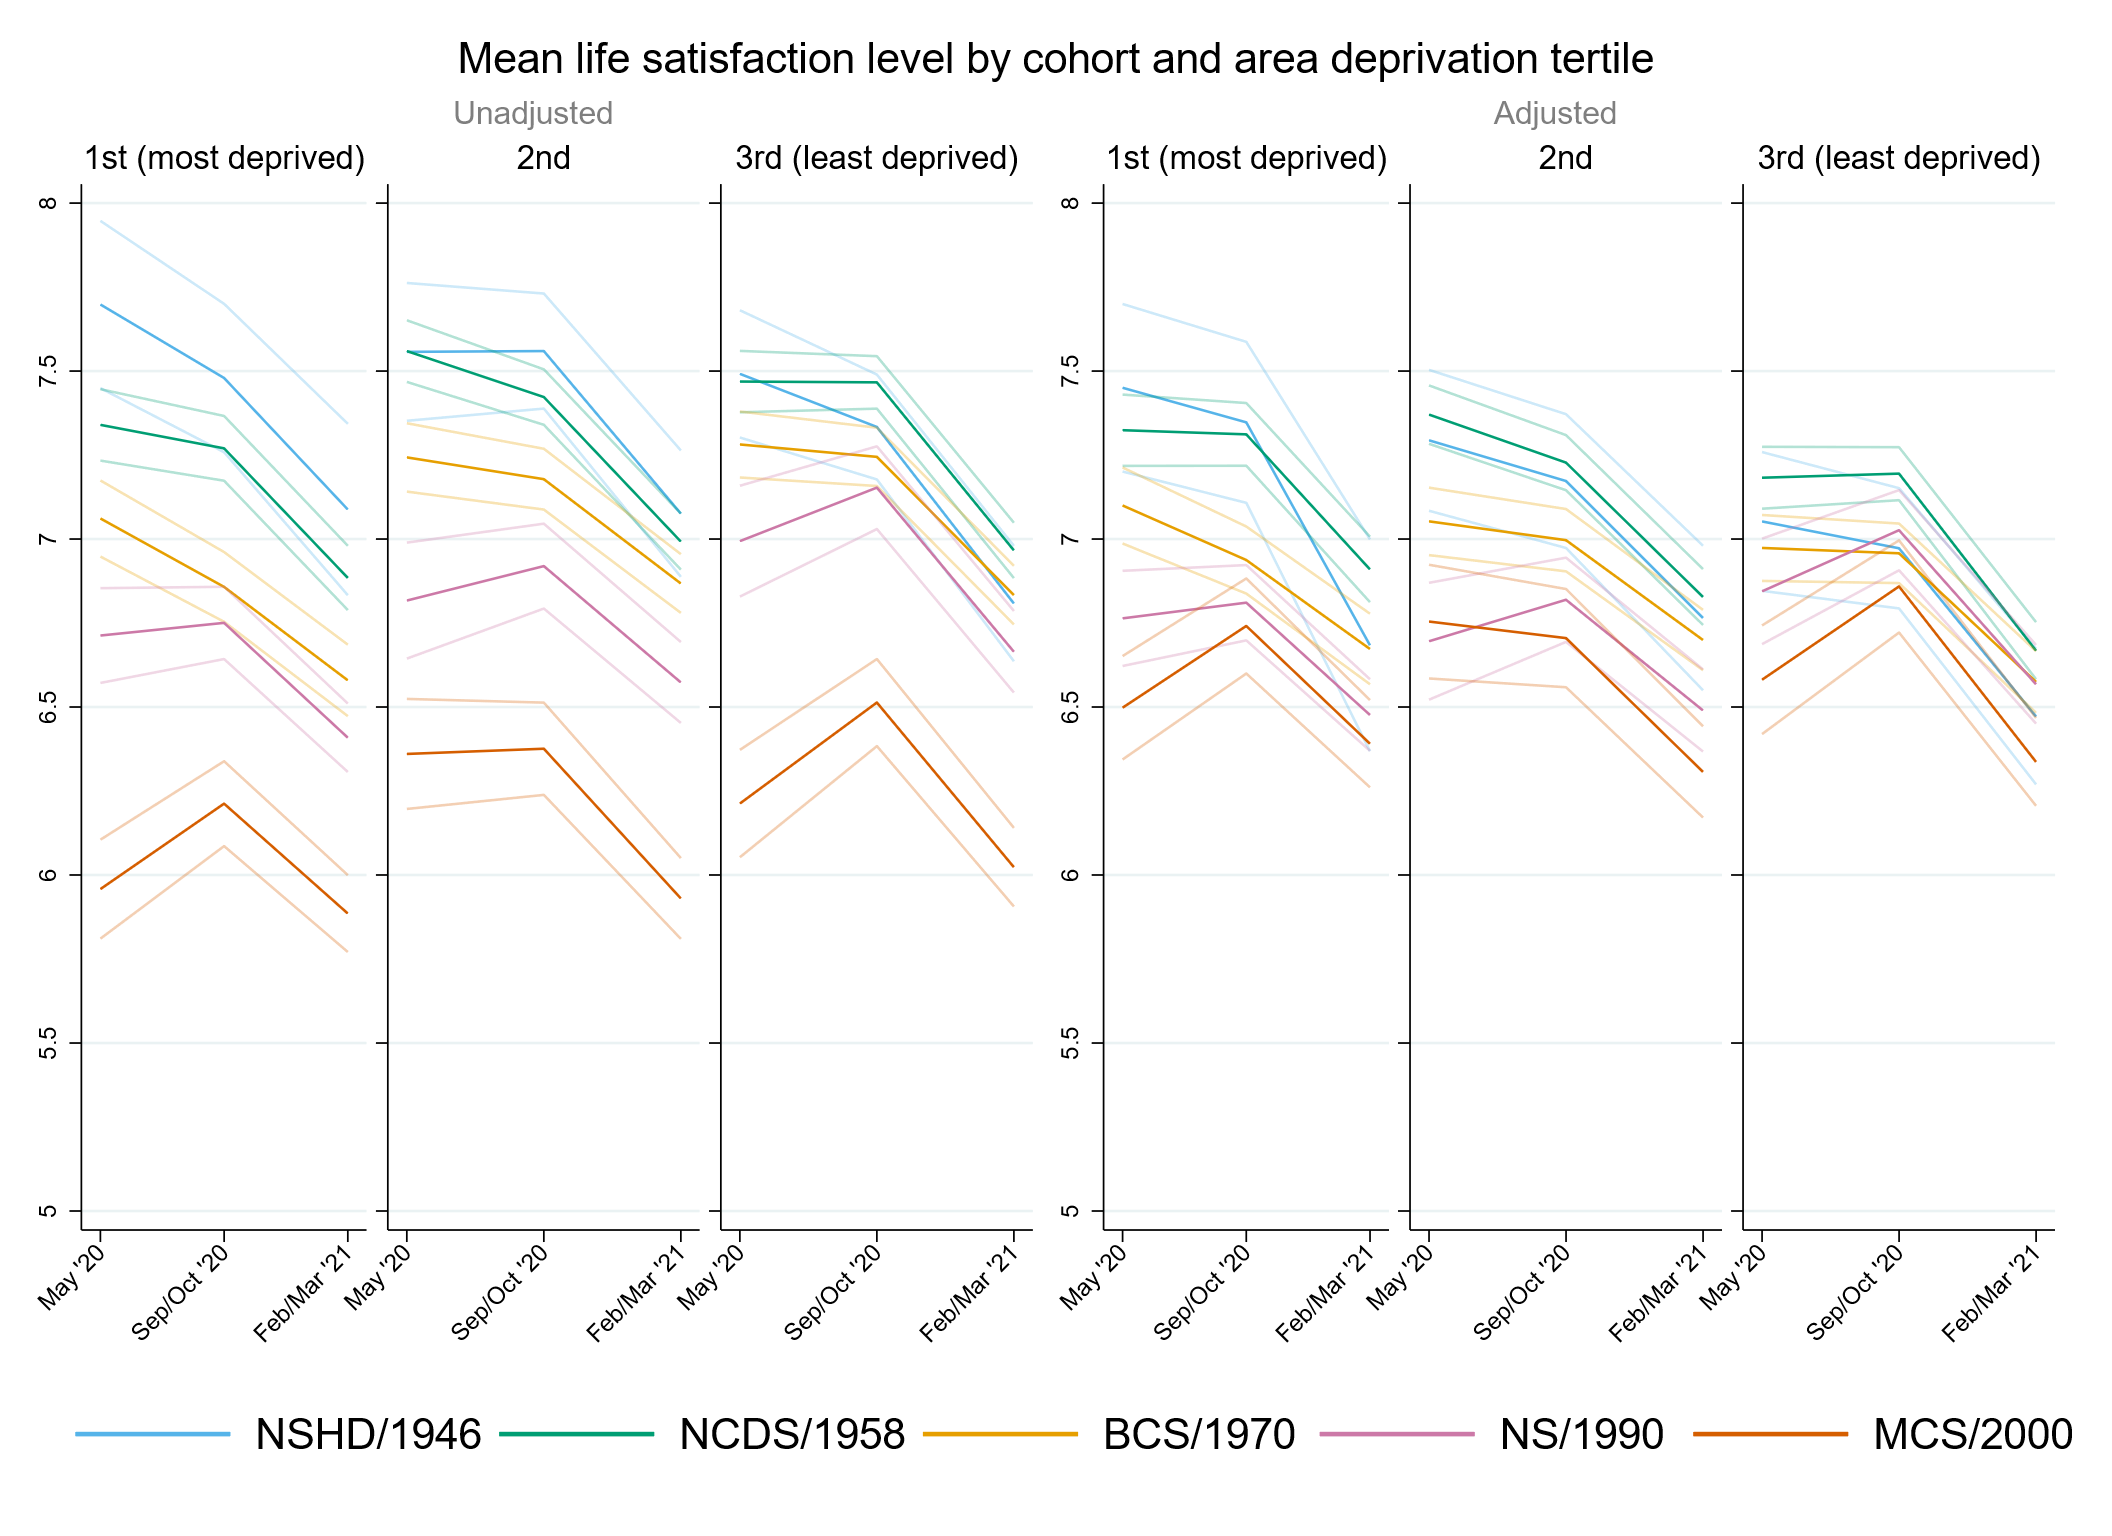 Mean life satisfaction level by cohort and area deprivation tertile
Unadjusted
Adjusted
1st (most deprived)
2nd
3rd (least deprived)
1st (most deprived)
2nd
3rd (least deprived)
8
7.5
7
6.5
6
5.5
5
8
7.5
7
6.5
6
5.5
5
May '20
Sep/Oct '20
Feb/Mar '21
May '20
Sep/Oct '20
Feb/Mar '21
May '20
Sep/Oct '20
Feb/Mar '21
May '20
Sep/Oct '20
Feb/Mar '21
May '20
Sep/Oct '20
Feb/Mar '21
May '20
Sep/Oct '20
Feb/Mar '21
NSHD/1946
NCDS/1958
BCS/1970
NS/1990
MCS/2000